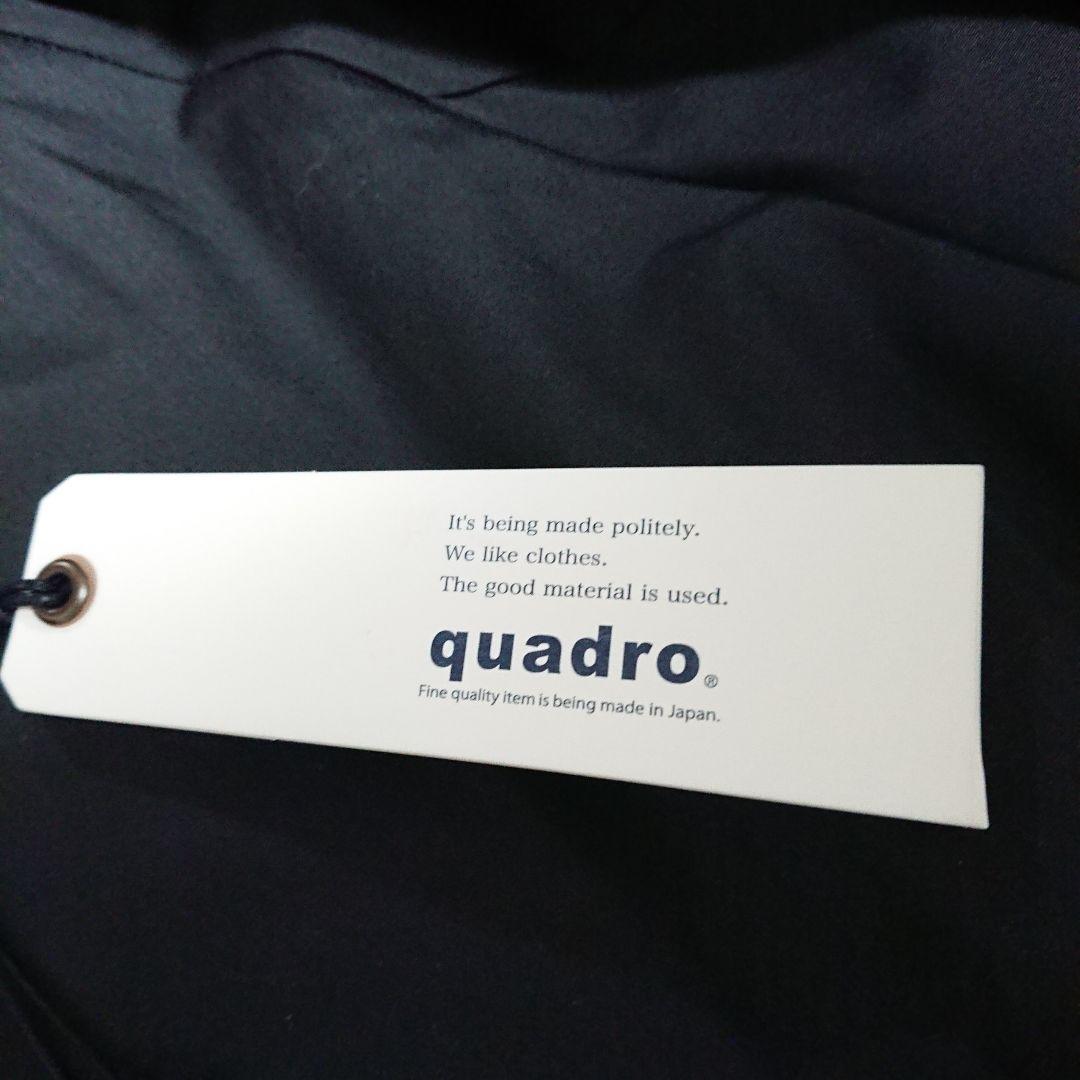 It's being made politely.
We like clothes.
The good material is used.
quadro®
Fine quality item is being made in Japan.